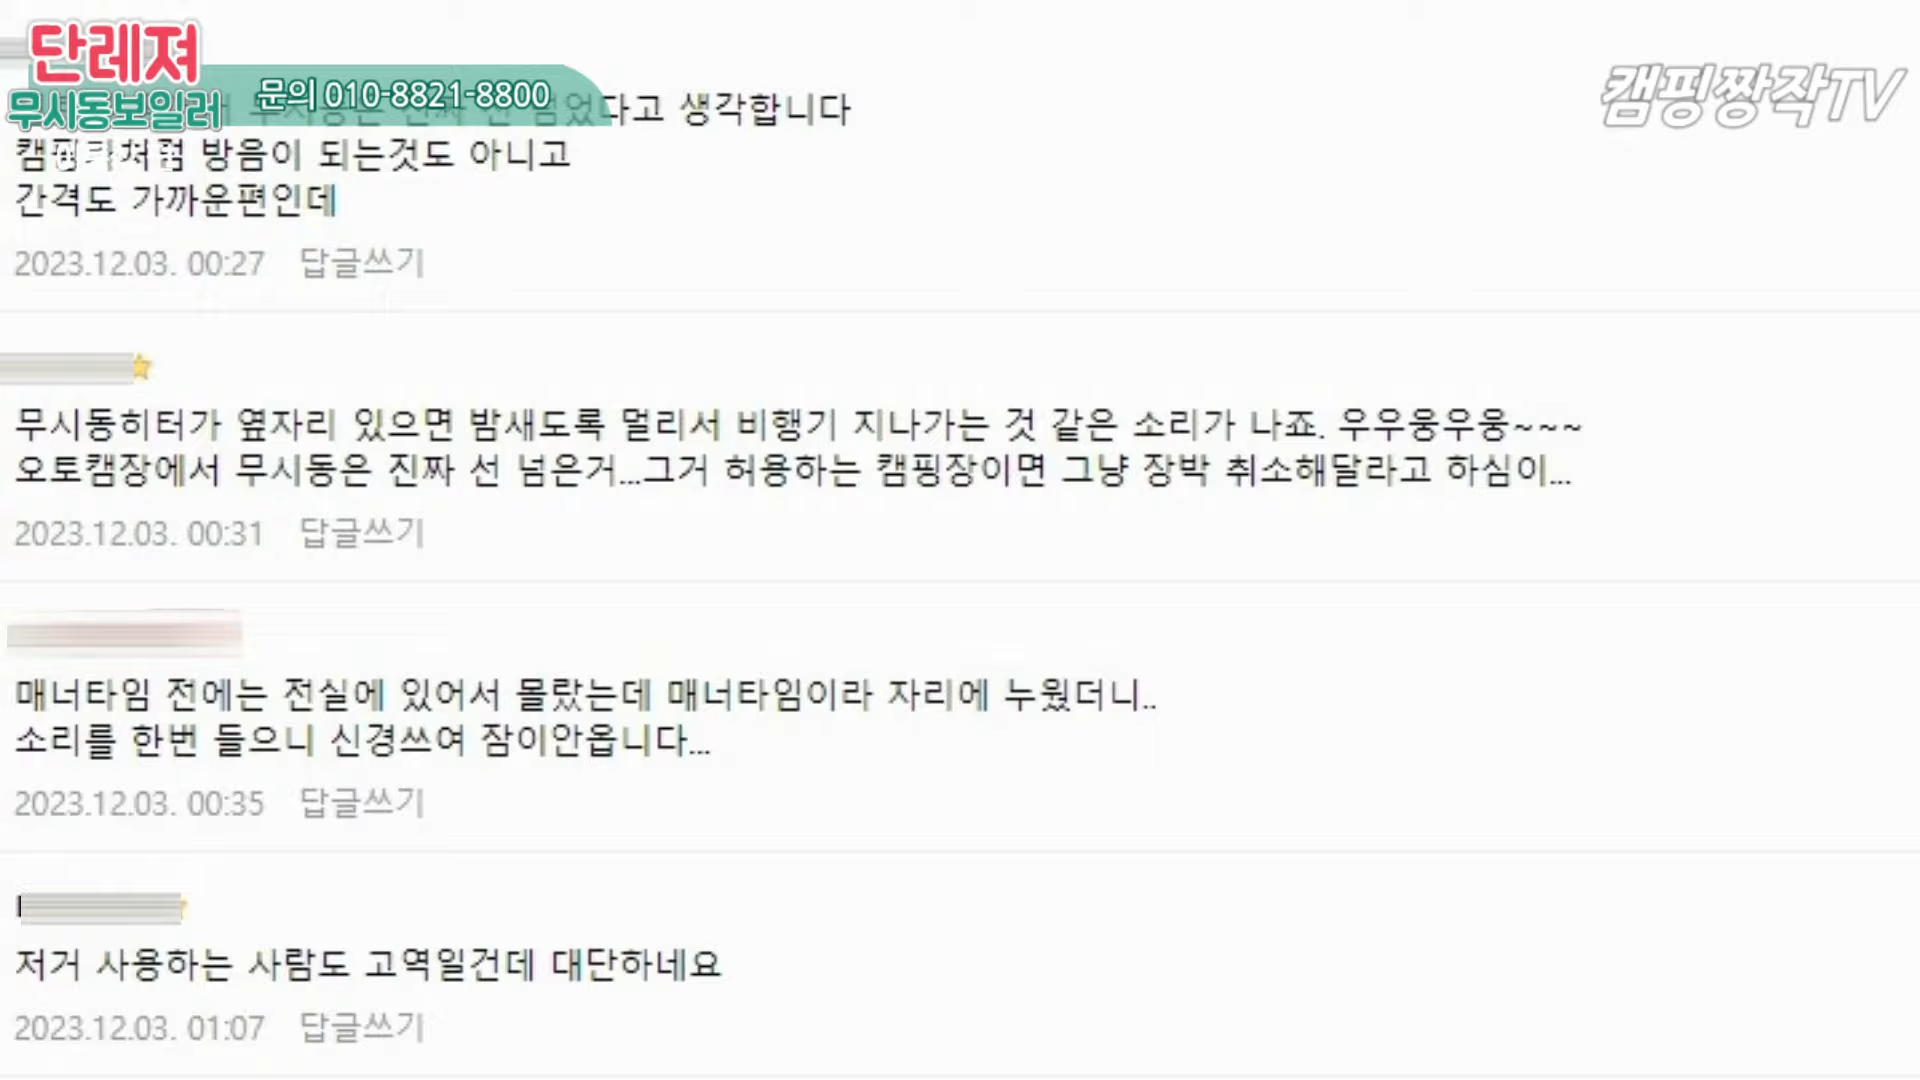 단레져
무시동보일러
문의 010-8821-8800
캠핑짱작TV
다고 생각합니다
방음이 되는것도 아니고
간격도 가까운편인데
2023.12.03. 00:27 답글쓰기
무시동히터가 옆자리 있으면 밤새도록 멀리서 비행기 지나가는 것 같은 소리가 나죠. 우우웅우웅~~~
오토캠장에서 무시동은 진짜 선 넘은거...그거 허용하는 캠핑장이면 그냥 장박 취소해달라고 하심이...
2023.12.03. 00:31 답글쓰기
매너타임 전에는 전실에 있어서 몰랐는데 매너타임이라 자리에 누웠더니..
소리를 한번 들으니 신경쓰여 잠이안옵니다...
2023.12.03. 00:35 답글쓰기
저거 사용하는 사람도 고역일건데 대단하네요
2023.12.03. 01:07 답글쓰기